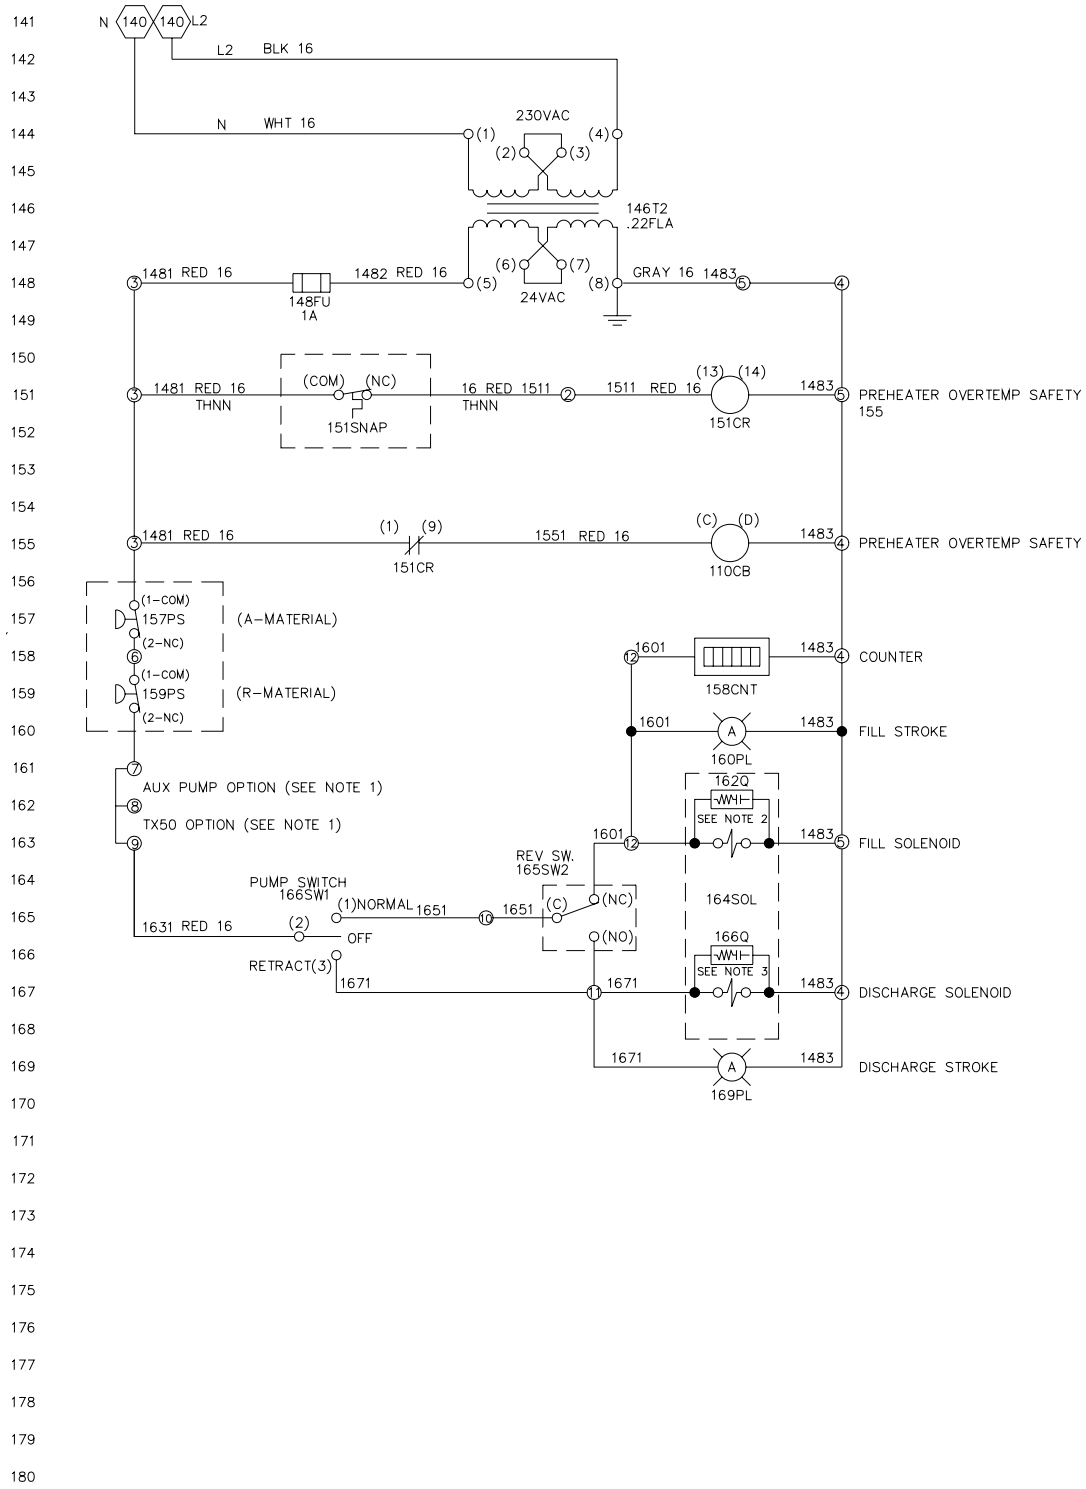 141 N 140 140 L2
142 L2 BLK 16
143
230VAC
144 N WHT 16 (1) (4)
(2) (3)
145
146 146T2
.22FLA
147
(6) (7)
148 3 1481 RED 16 1482 RED 16 (5) (8) GRAY 16 1483 5 4
24VAC
148FU
1A
149
150
(COM) (NC) (13) (14)
151 3 1481 RED 16 16 RED 1511 2 1511 RED 16 1483 5 PREHEATER OVERTEMP SAFETY
THNN THNN 155
151SNAP 151CR
152
153
154
(1) (9) (C) (D)
155 3 1481 RED 16 1551 RED 16 1483 4 PREHEATER OVERTEMP SAFETY
151CR 110CB
156
(1-COM)
157 157PS (A-MATERIAL)
(2-NC)
158 6 12 1601 1483 4 COUNTER
(1-COM)
158CNT
159 159PS (R-MATERIAL)
(2-NC)
160 1601 A 1483 FILL STROKE
160PL
161 7
AUX PUMP OPTION (SEE NOTE 1) 162Q
162 8
SEE NOTE 2
TX50 OPTION (SEE NOTE 1)
163 9 1601 12 1483 5 FILL SOLENOID
REV SW.
165SW2
164 PUMP SWITCH
166SW1
(1)NORMAL (C) (NC) 164SOL
165 1631 RED 16 (2) 1651 10 1651
OFF (NO) 166Q
166 RETRACT(3)
SEE NOTE 3
167 1671 11 1671 1483 4 DISCHARGE SOLENOID
168
169 1671 A 1483 DISCHARGE STROKE
169PL
170
171
172
173
174
175
176
177
178
179
180